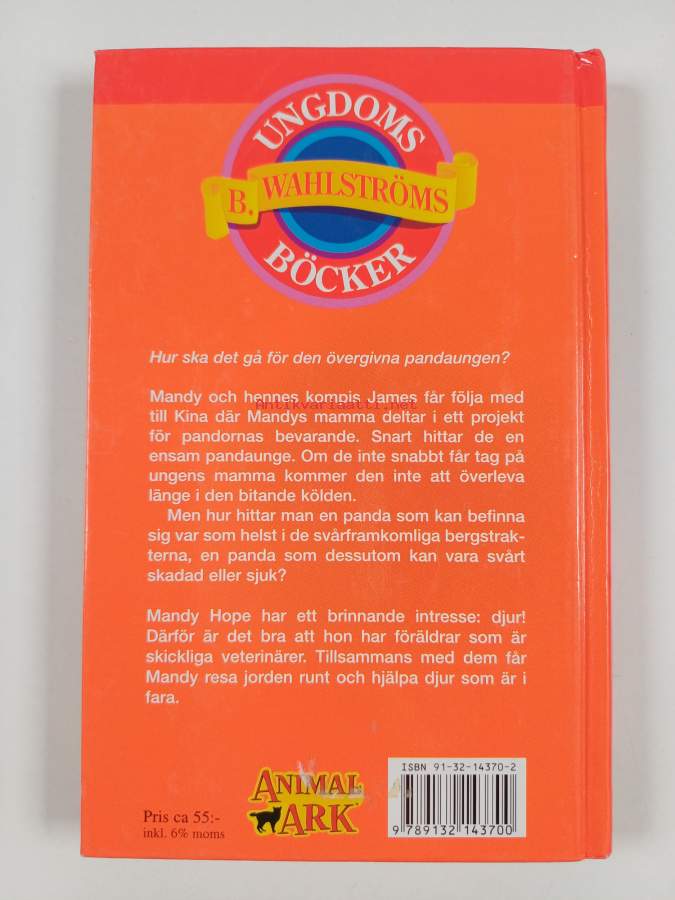 UNGDOMS
B. WAHLSTRÖMS
BÖCKER
Hur ska det gå för den övergivna pandaungen?
Mandy och hennes kompis James får följa med
Antikvariaatti.net
till Kina där Mandys mamma deltar i ett projekt
för pandornas bevarande. Snart hittar de en
ensam pandaunge. Om de inte snabbt får tag på
ungens mamma kommer den inte att överleva
länge i den bitande kölden.
Men hur hittar man en panda som kan befinna
sig var som helst i de svårframkomliga bergstrak-
terna, en panda som dessutom kan vara svårt
skadad eller sjuk?
Mandy Hope har ett brinnande intresse: djur!
Därför är det bra att hon har föräldrar som är
skickliga veterinärer. Tillsammans med dem får
Mandy resa jorden runt och hjälpa djur som är i
fara.
ISBN 91-32-14370-2
ANIMAL
ARK
Pris ca 55:-
inkl. 6% moms
9 789132 143700